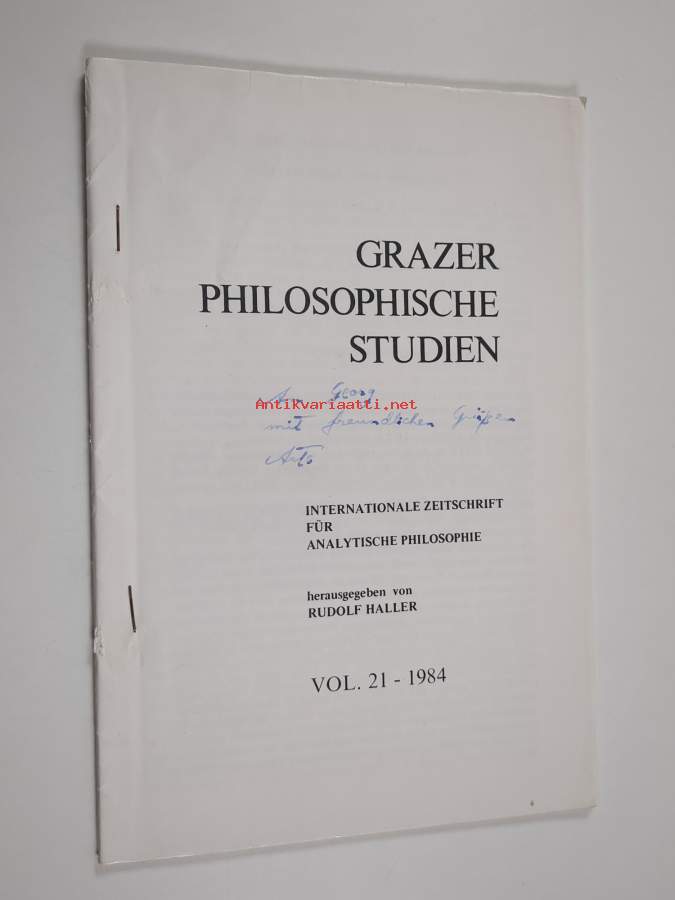 GRAZER
PHILOSOPHISCHE
STUDIEN
Georg
Antikvariaatti.net
mit freundlichen Grüßen
Arto
INTERNATIONALE ZEITSCHRIFT
FÜR
ANALYTISCHE PHILOSOPHIE
herausgegeben von
RUDOLF HALLER
VOL. 21 - 1984